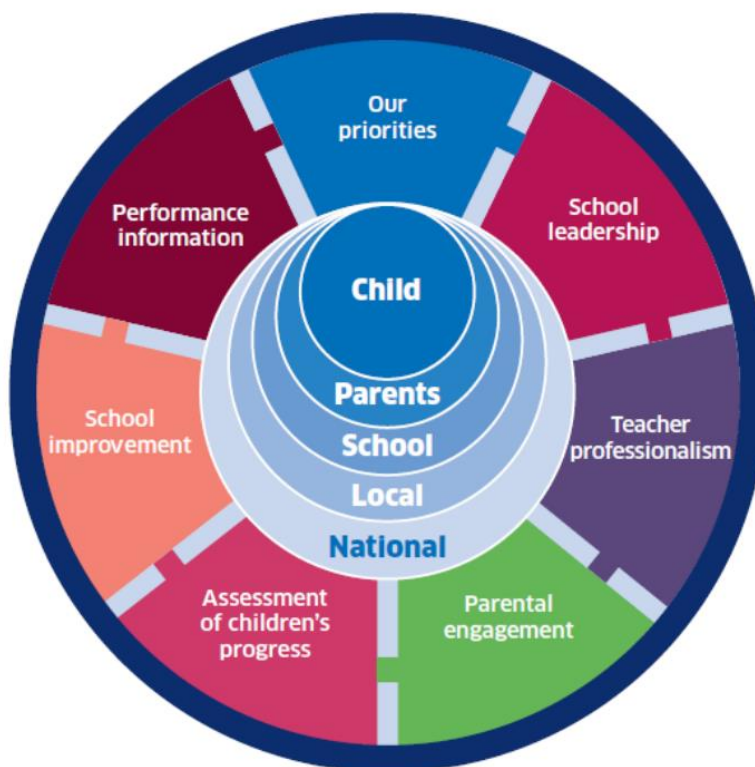 Our
priorities
School
leadership
Teacher
professionalism
Parental
engagement
Assessment
of children's
progress
School
improvement
Performance
information
Child
Parents
School
Local
National